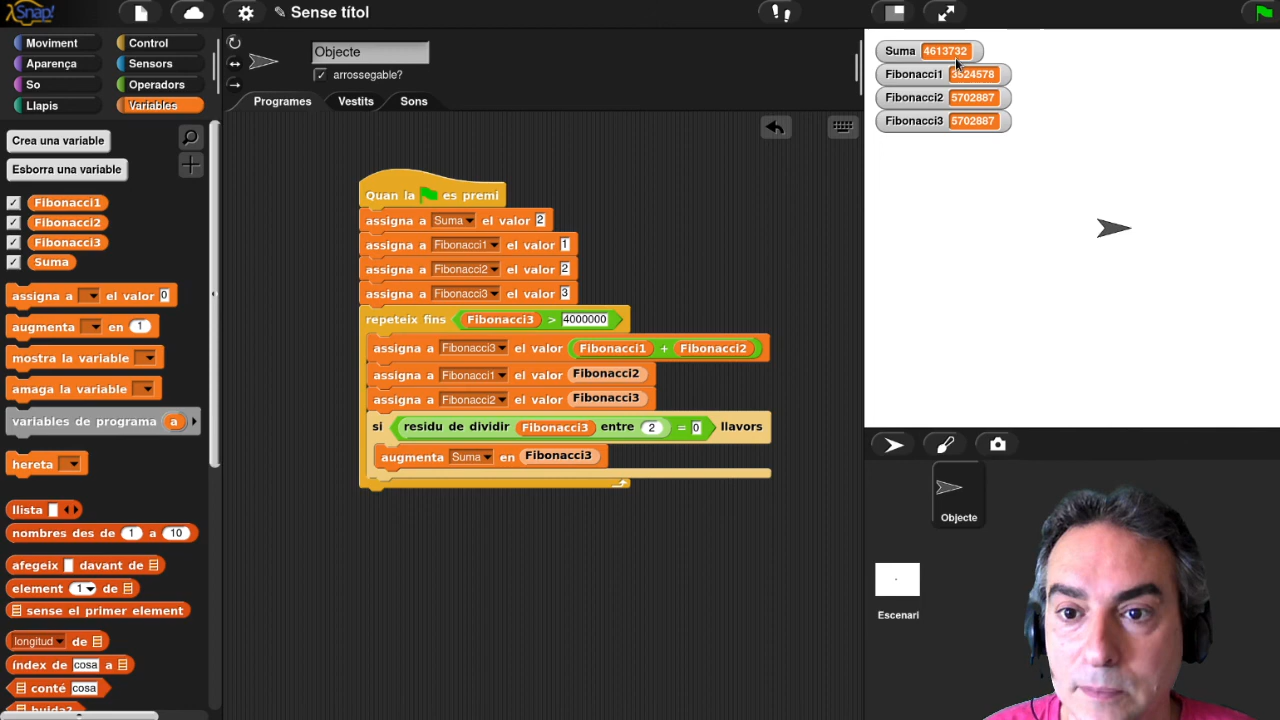 Snap! Sense títol
Moviment Control
Aparença Sensors
So Operadors
Llapis Variables
Crea una variable
Esborra una variable
Fibonacci1
Fibonacci2
Fibonacci3
Suma
assigna a el valor 0
augmenta en 1
mostra la variable
amaga la variable
variables de programa a
hereta
llista
nombres des de 1 a 10
afegeix davant de
element 1 de
sense el primer element
longitud de
índex de cosa a
conté cosa
buida?
Objecte
arrossegable?
Programes Vestits Sons
Quan la es premi
assigna a Suma el valor 2
assigna a Fibonacci1 el valor 1
assigna a Fibonacci2 el valor 2
assigna a Fibonacci3 el valor 3
repeteix fins Fibonacci3 > 4000000
assigna a Fibonacci3 el valor Fibonacci1 + Fibonacci2
assigna a Fibonacci1 el valor Fibonacci2
assigna a Fibonacci2 el valor Fibonacci3
si residu de dividir Fibonacci3 entre 2 = 0 llavors
augmenta Suma en Fibonacci3
Suma 4613732
Fibonacci1 3524578
Fibonacci2 5702887
Fibonacci3 5702887
Objecte
Escenari